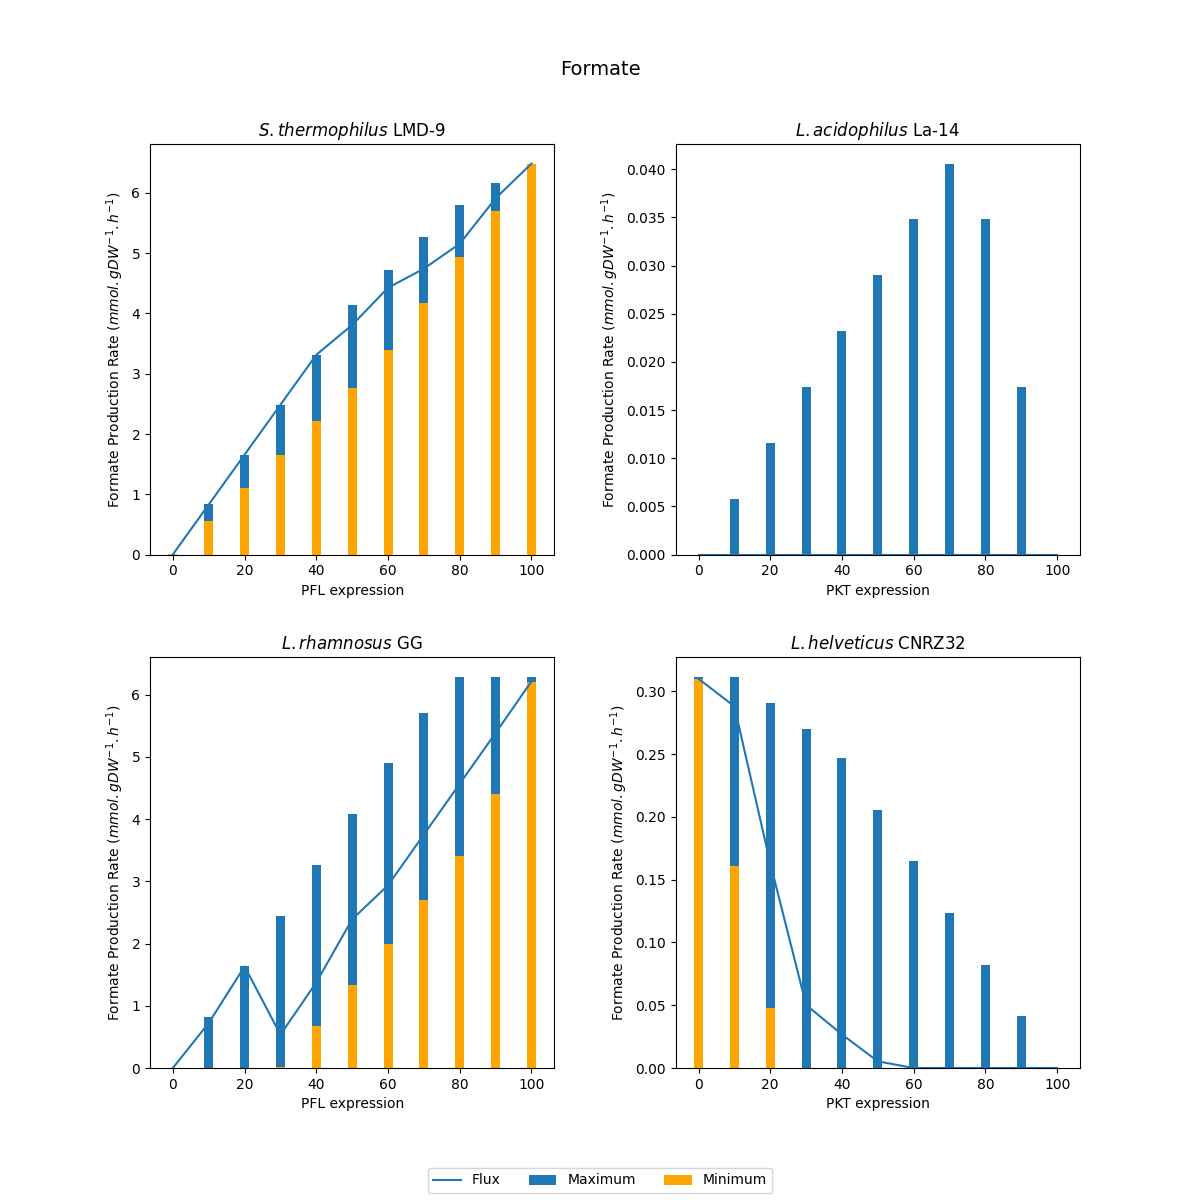 Formate
S.thermophilus LMD-9
Formate Production Rate (mmol.gDW⁻¹.h⁻¹)
6
5
4
3
2
1
0
0 20 40 60 80 100
PFL expression
L.acidophilus La-14
Formate Production Rate (mmol.gDW⁻¹.h⁻¹)
0.040
0.035
0.030
0.025
0.020
0.015
0.010
0.005
0.000
0 20 40 60 80 100
PKT expression
L.rhamnosus GG
Formate Production Rate (mmol.gDW⁻¹.h⁻¹)
6
5
4
3
2
1
0
0 20 40 60 80 100
PFL expression
L.helveticus CNRZ32
Formate Production Rate (mmol.gDW⁻¹.h⁻¹)
0.30
0.25
0.20
0.15
0.10
0.05
0.00
0 20 40 60 80 100
PKT expression
Flux Maximum Minimum